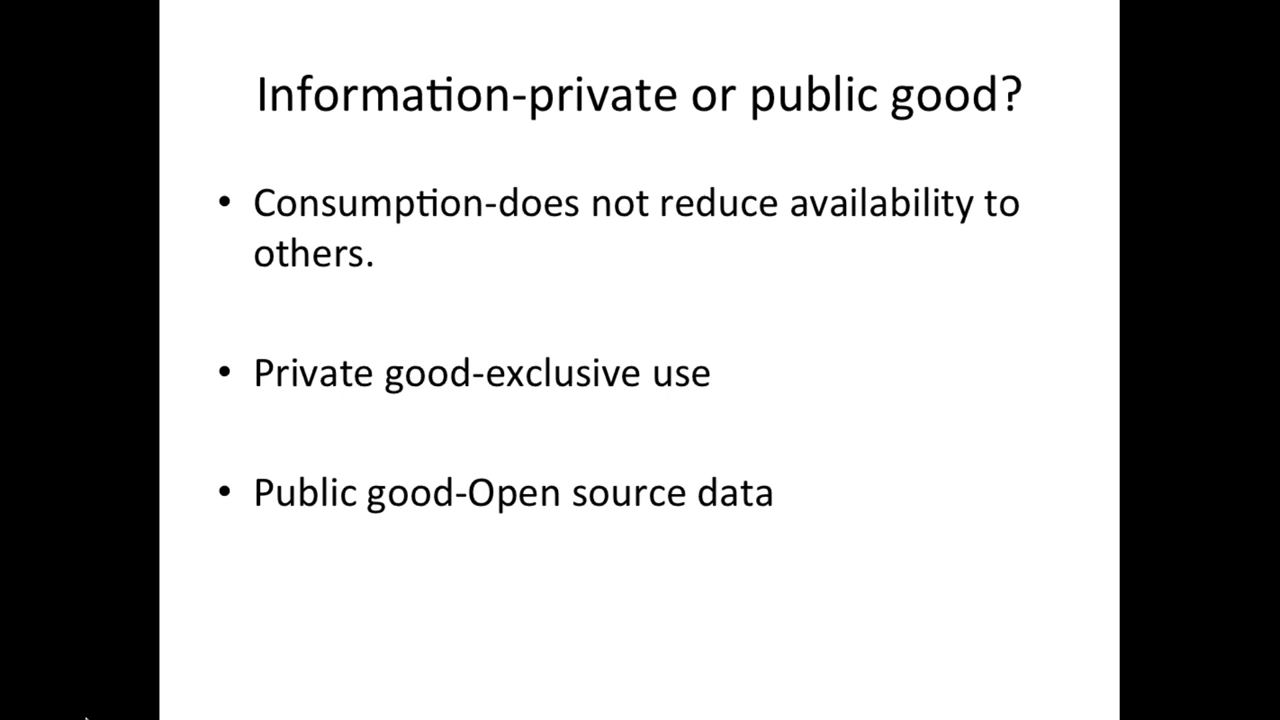 Information-private or public good?
• Consumption-does not reduce availability to
others.
• Private good-exclusive use
• Public good-Open source data